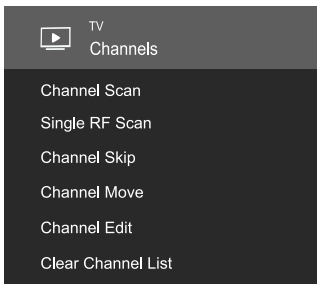 TV
Channels
Channel Scan
Single RF Scan
Channel Skip
Channel Move
Channel Edit
Clear Channel List